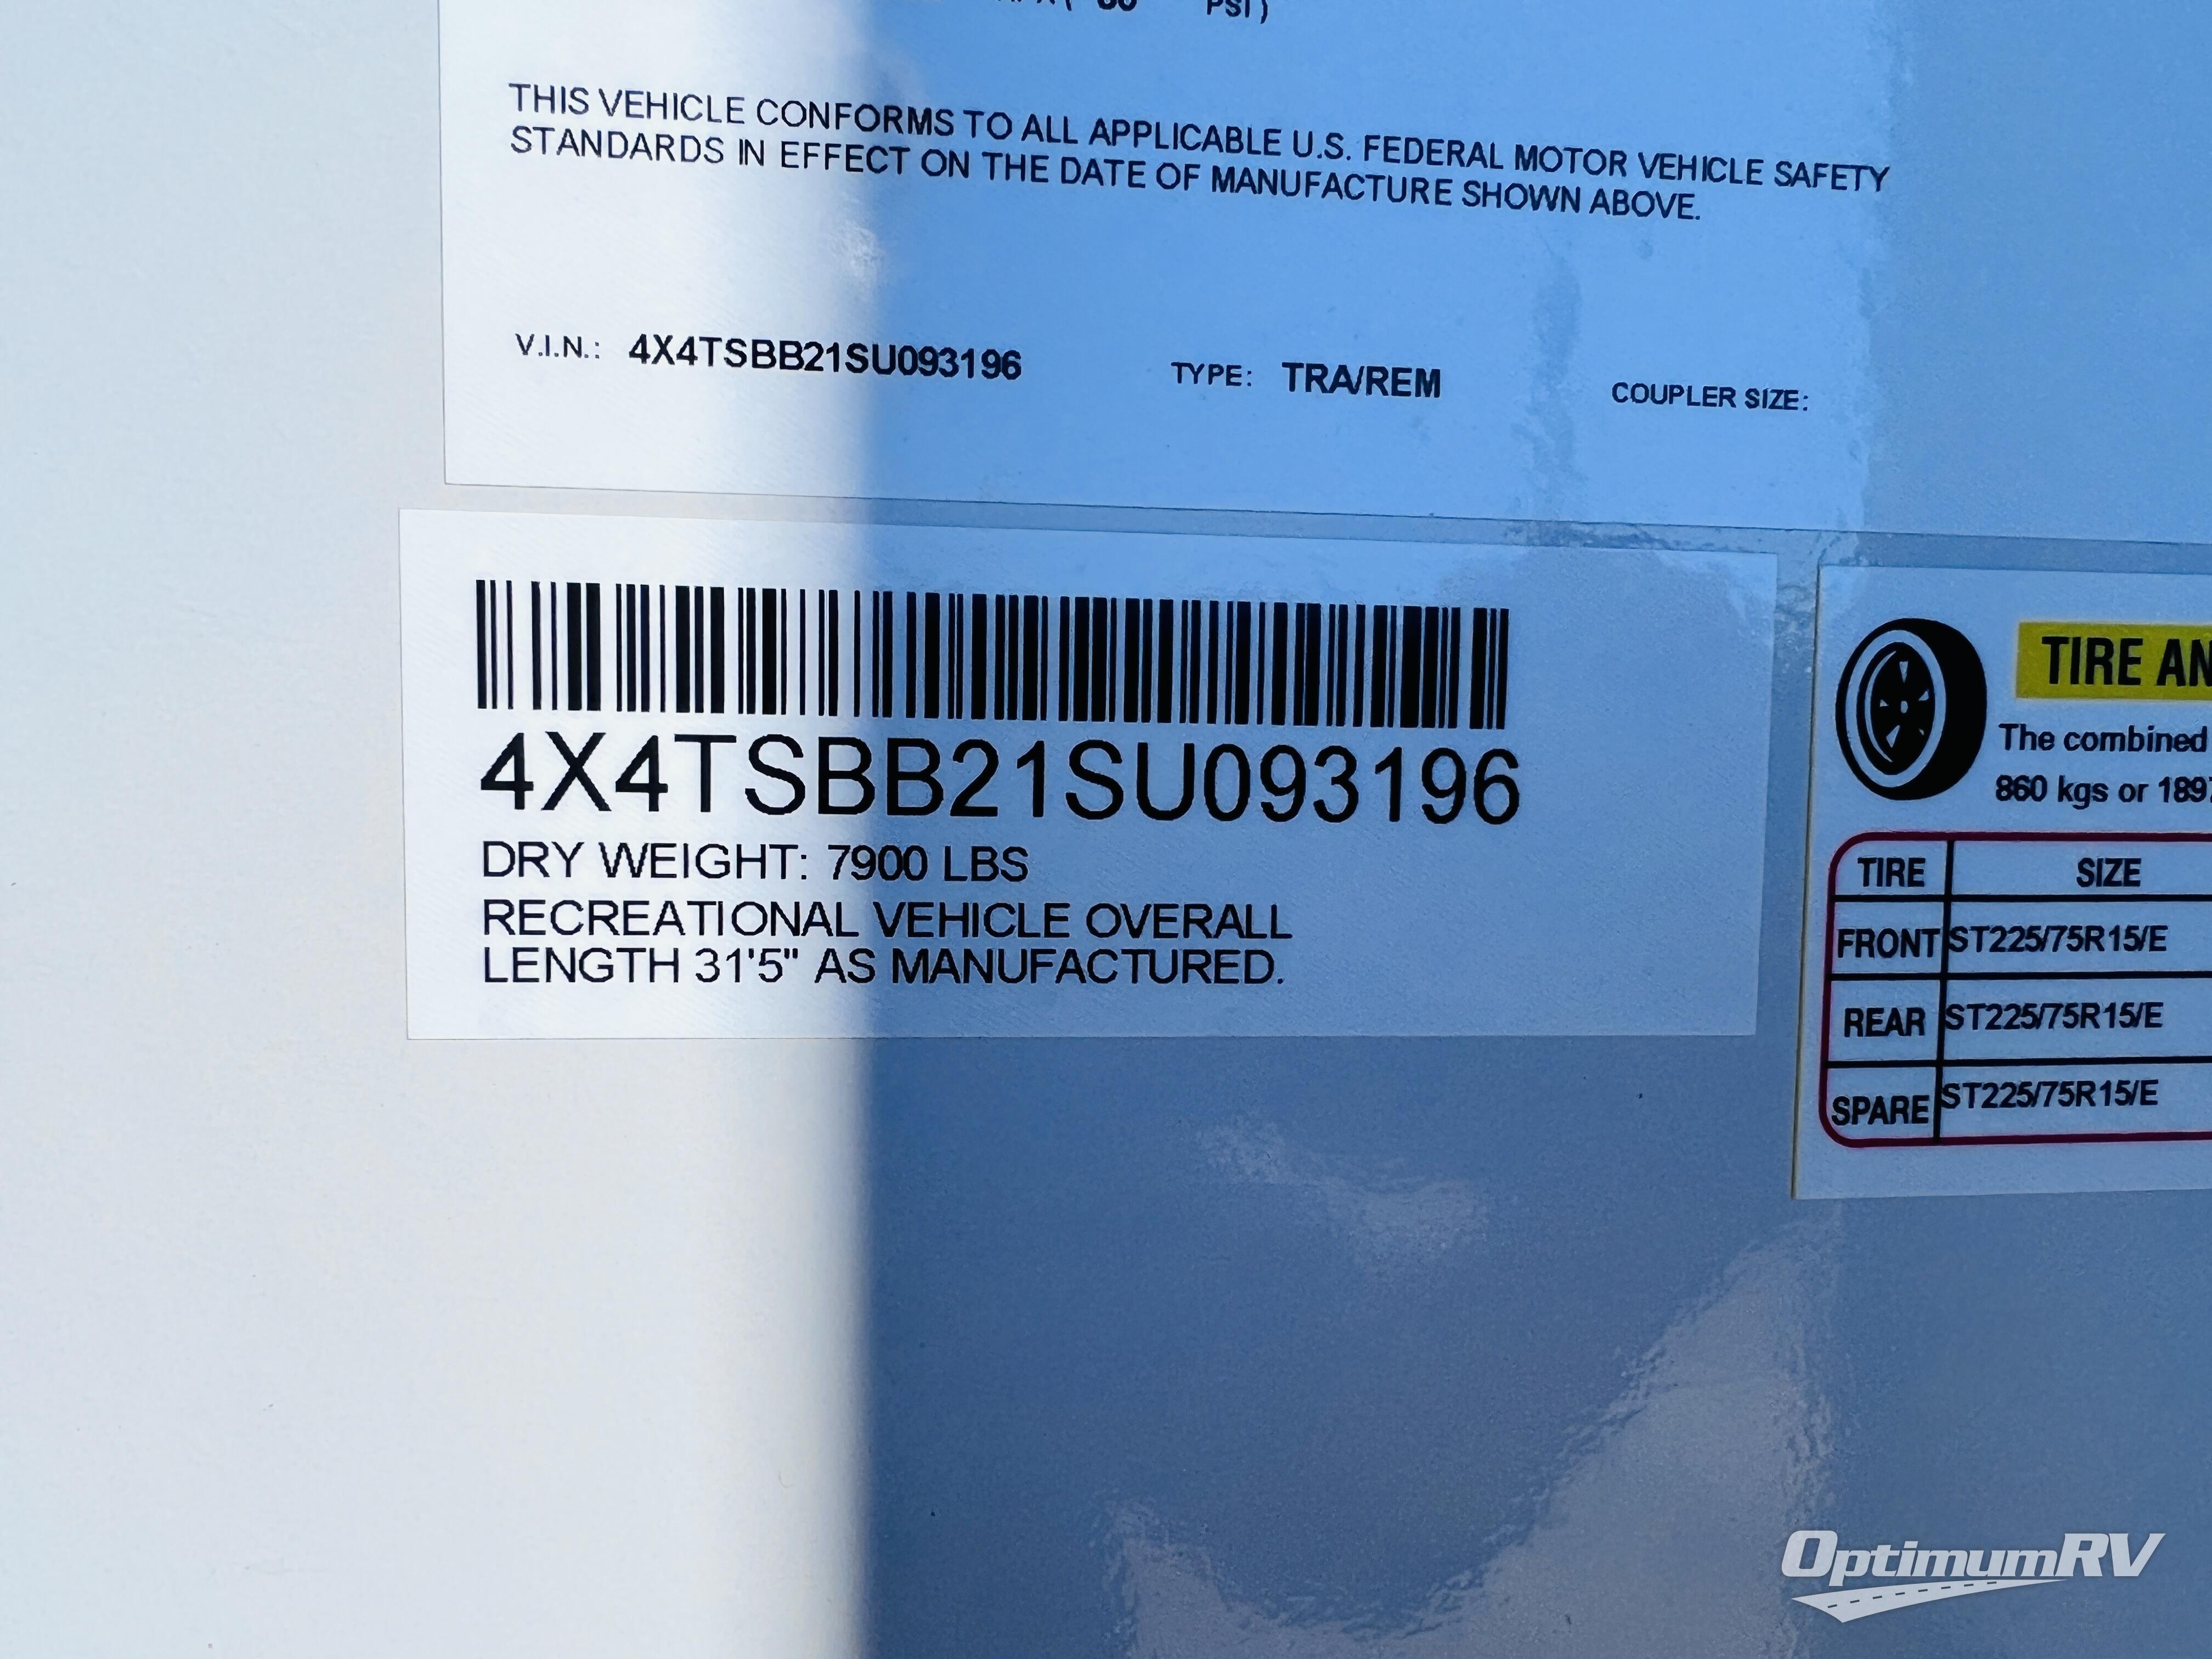 PSI)
THIS VEHICLE CONFORMS TO ALL APPLICABLE U.S. FEDERAL MOTOR VEHICLE SAFETY
STANDARDS IN EFFECT ON THE DATE OF MANUFACTURE SHOWN ABOVE.
V.I.N.: 4X4TSBB21SU093196 TYPE: TRA/REM COUPLER SIZE:
4X4TSBB21SU093196
DRY WEIGHT: 7900 LBS
RECREATIONAL VEHICLE OVERALL
LENGTH 31'5" AS MANUFACTURED.
TIRE AN
The combined
860 kgs or 189
TIRE SIZE
FRONT ST225/75R15/E
REAR ST225/75R15/E
SPARE ST225/75R15/E
OptimumRV